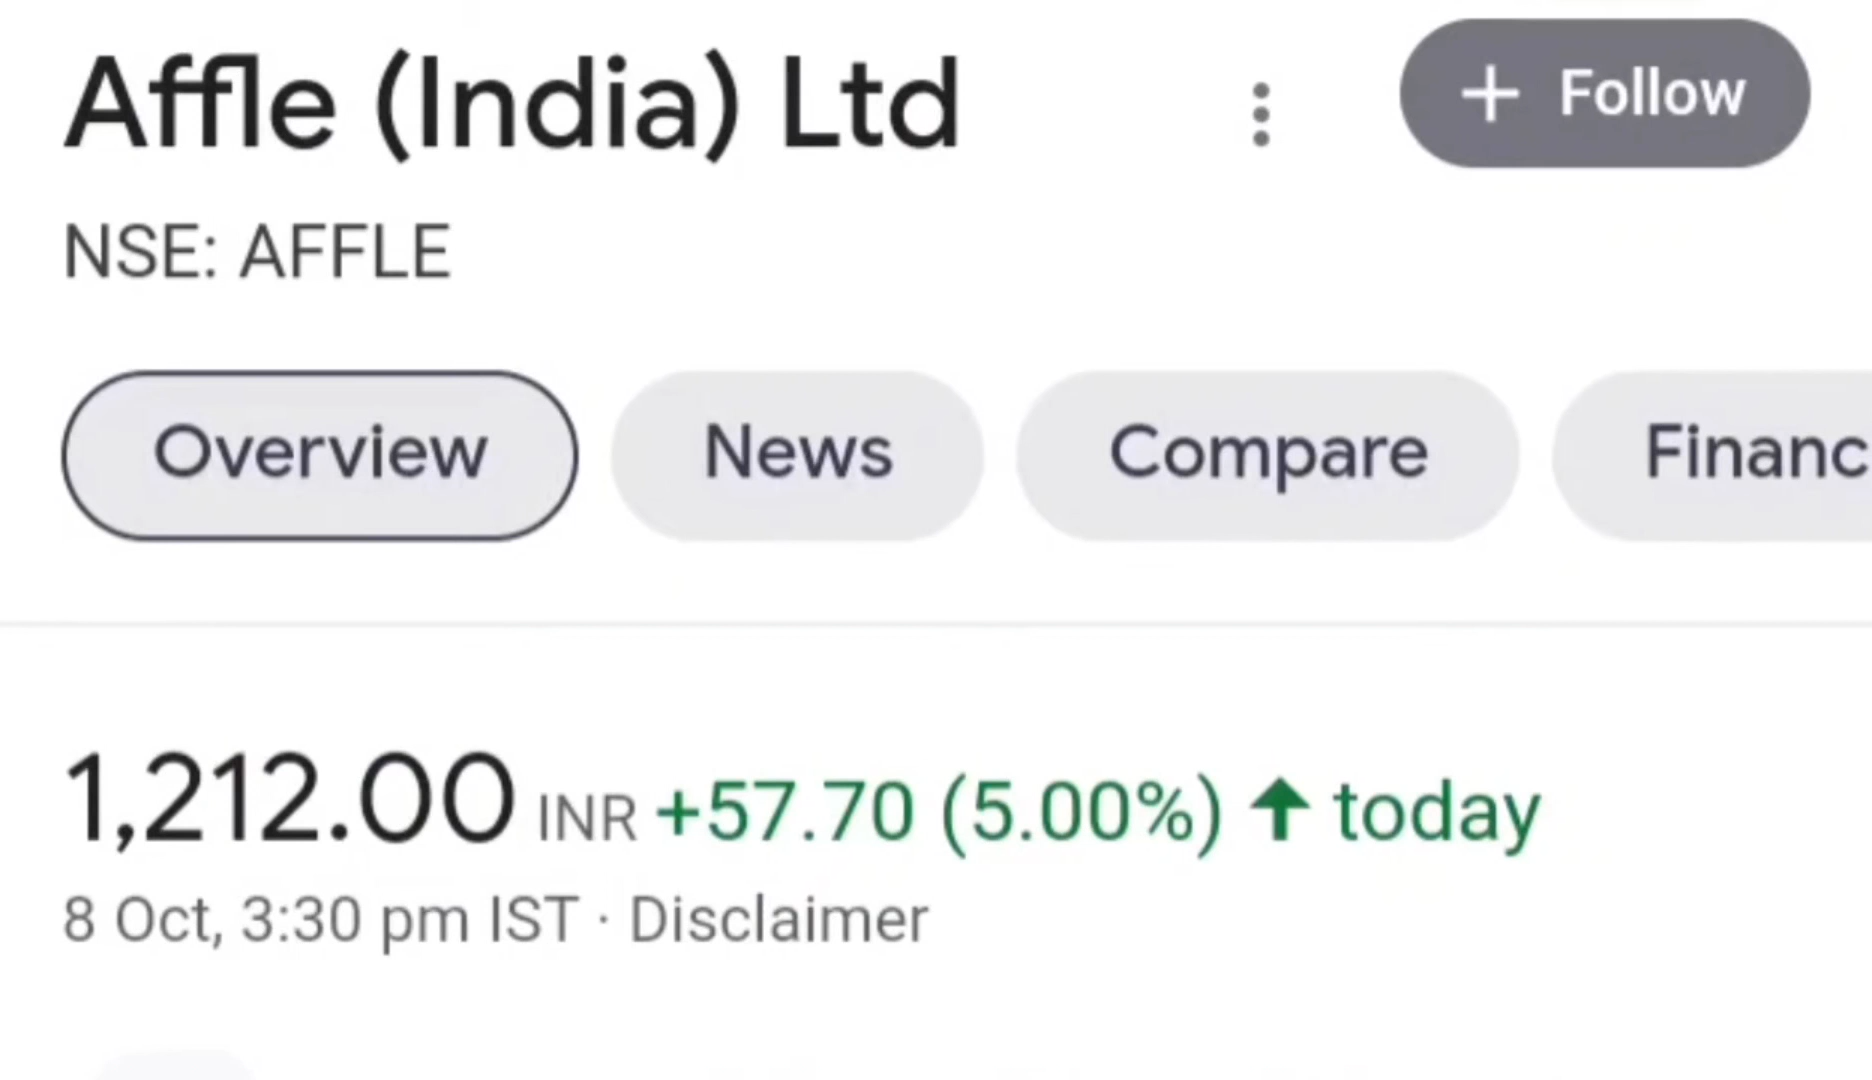 Affle (India) Ltd
+ Follow
NSE: AFFLE
Overview News Compare Financ
1,212.00 INR +57.70 (5.00%) ↑ today
8 Oct, 3:30 pm IST · Disclaimer